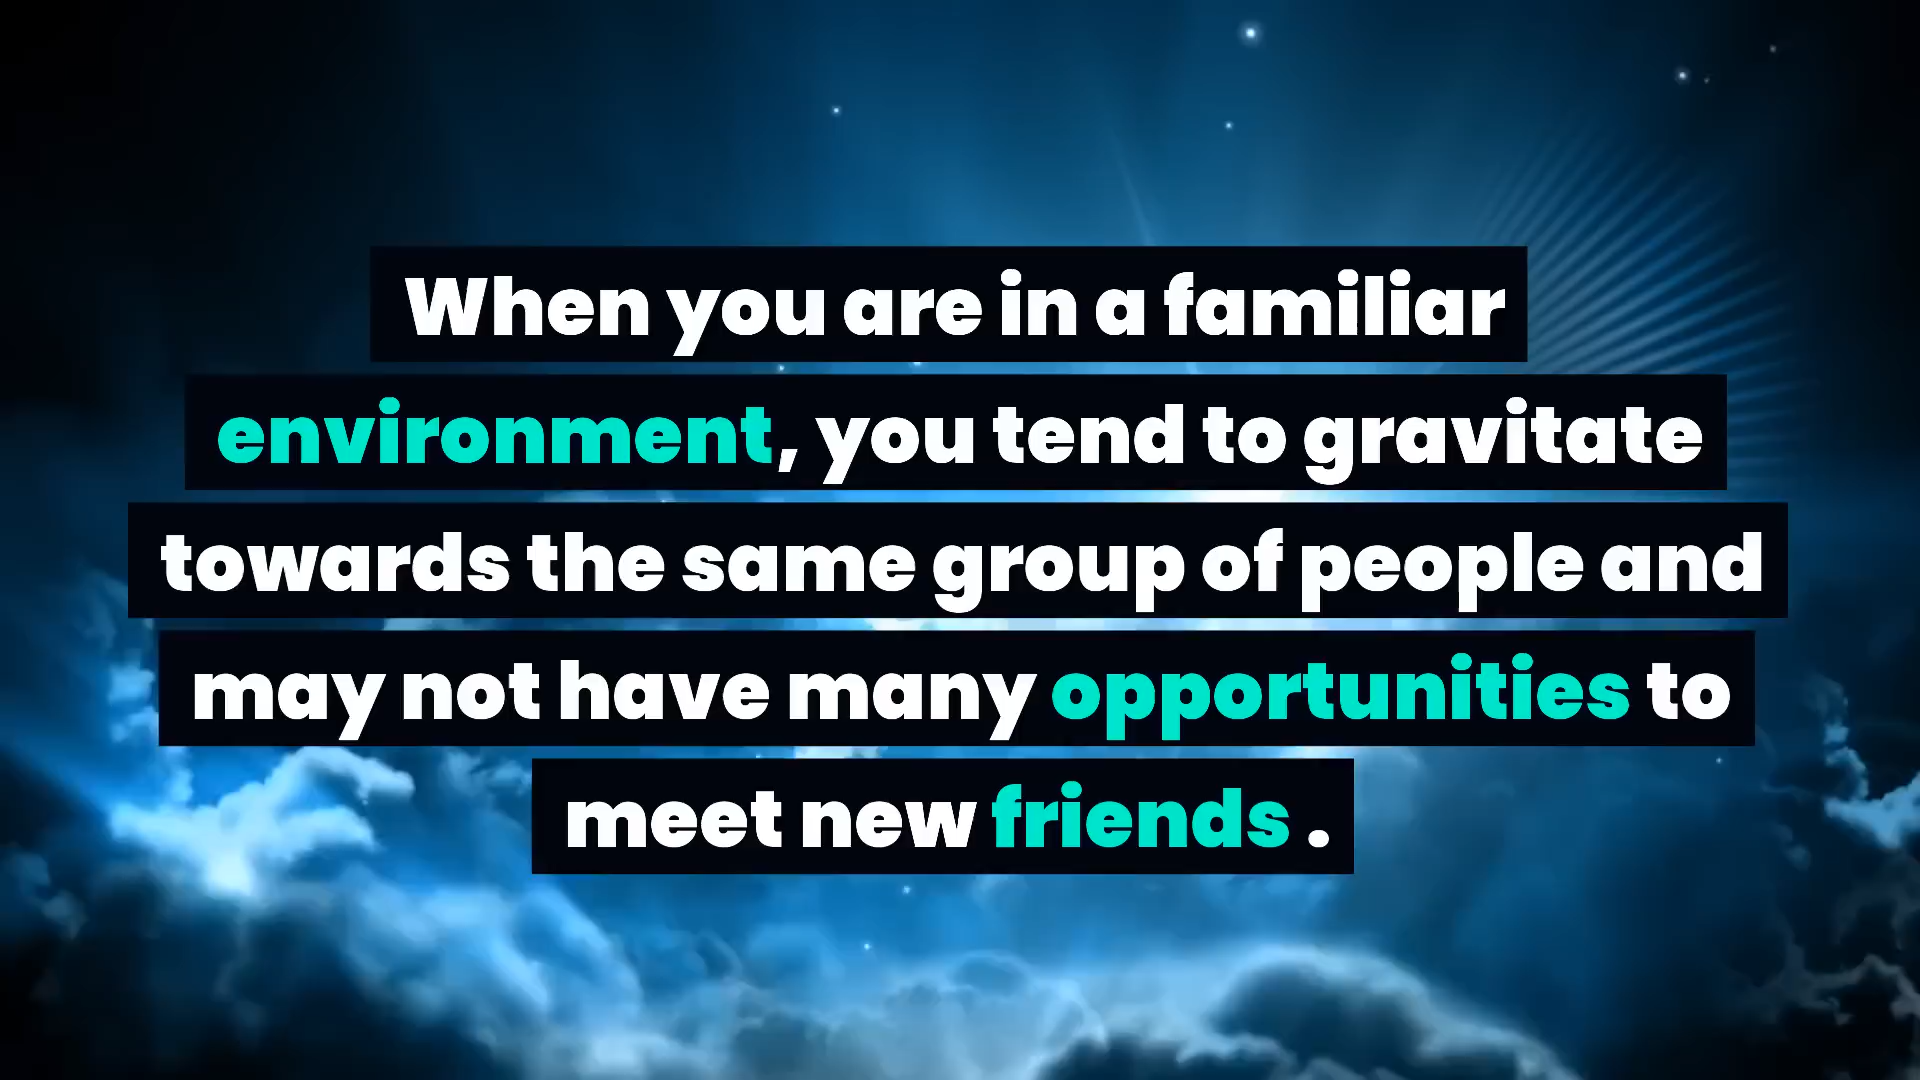 When you are in a familiar
environment, you tend to gravitate
towards the same group of people and
may not have many opportunities to
meet new friends .